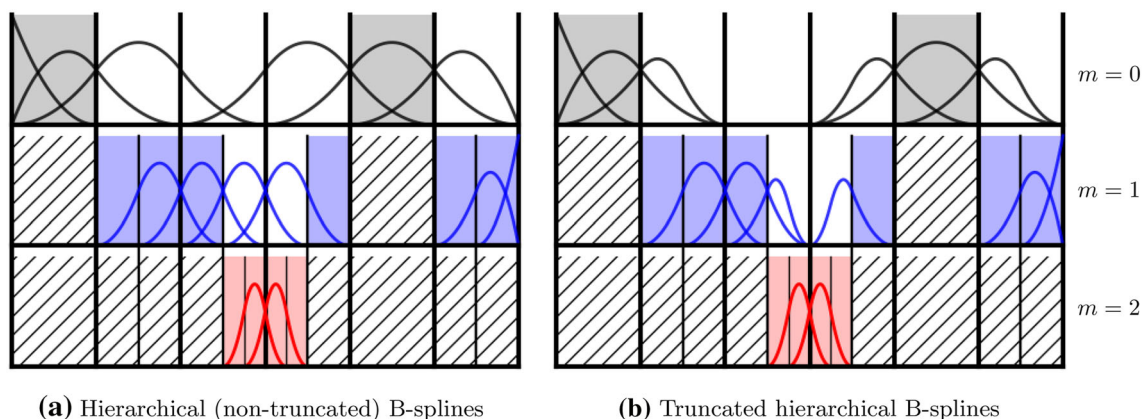 m = 0
m = 1
m = 2
(a) Hierarchical (non-truncated) B-splines
(b) Truncated hierarchical B-splines